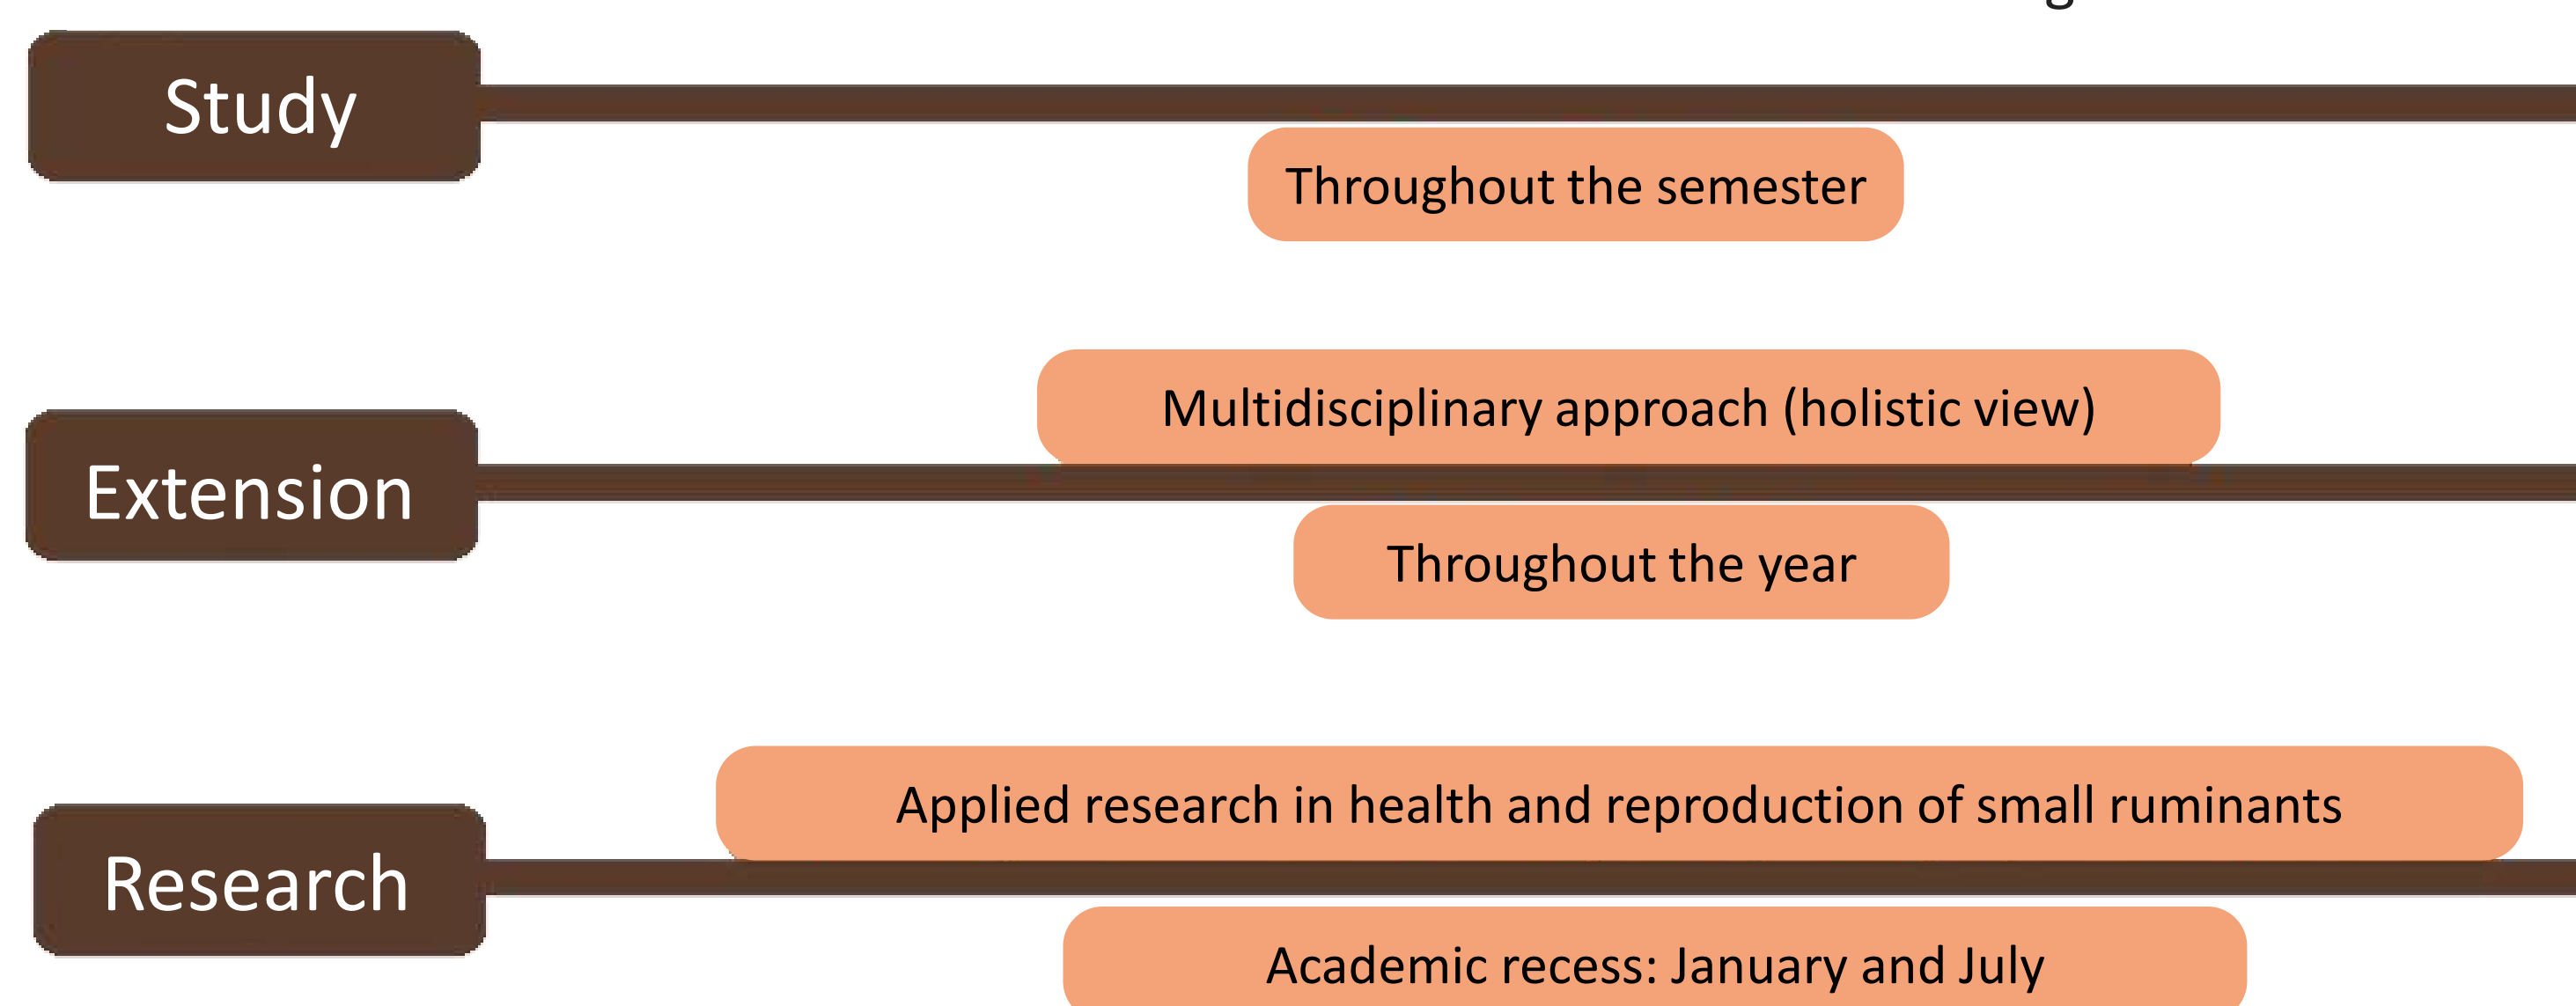 Study
Throughout the semester
Multidisciplinary approach (holistic view)
Extension
Throughout the year
Applied research in health and reproduction of small ruminants
Research
Academic recess: January and July